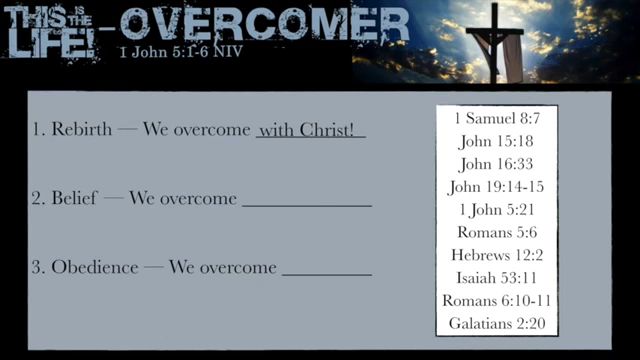 THIS IS THE LIFE! - OVERCOMER
1 John 5:1-6 NIV
1. Rebirth — We overcome with Christ!
2. Belief — We overcome ____________
3. Obedience — We overcome ________
1 Samuel 8:7
John 15:18
John 16:33
John 19:14-15
1 John 5:21
Romans 5:6
Hebrews 12:2
Isaiah 53:11
Romans 6:10-11
Galatians 2:20